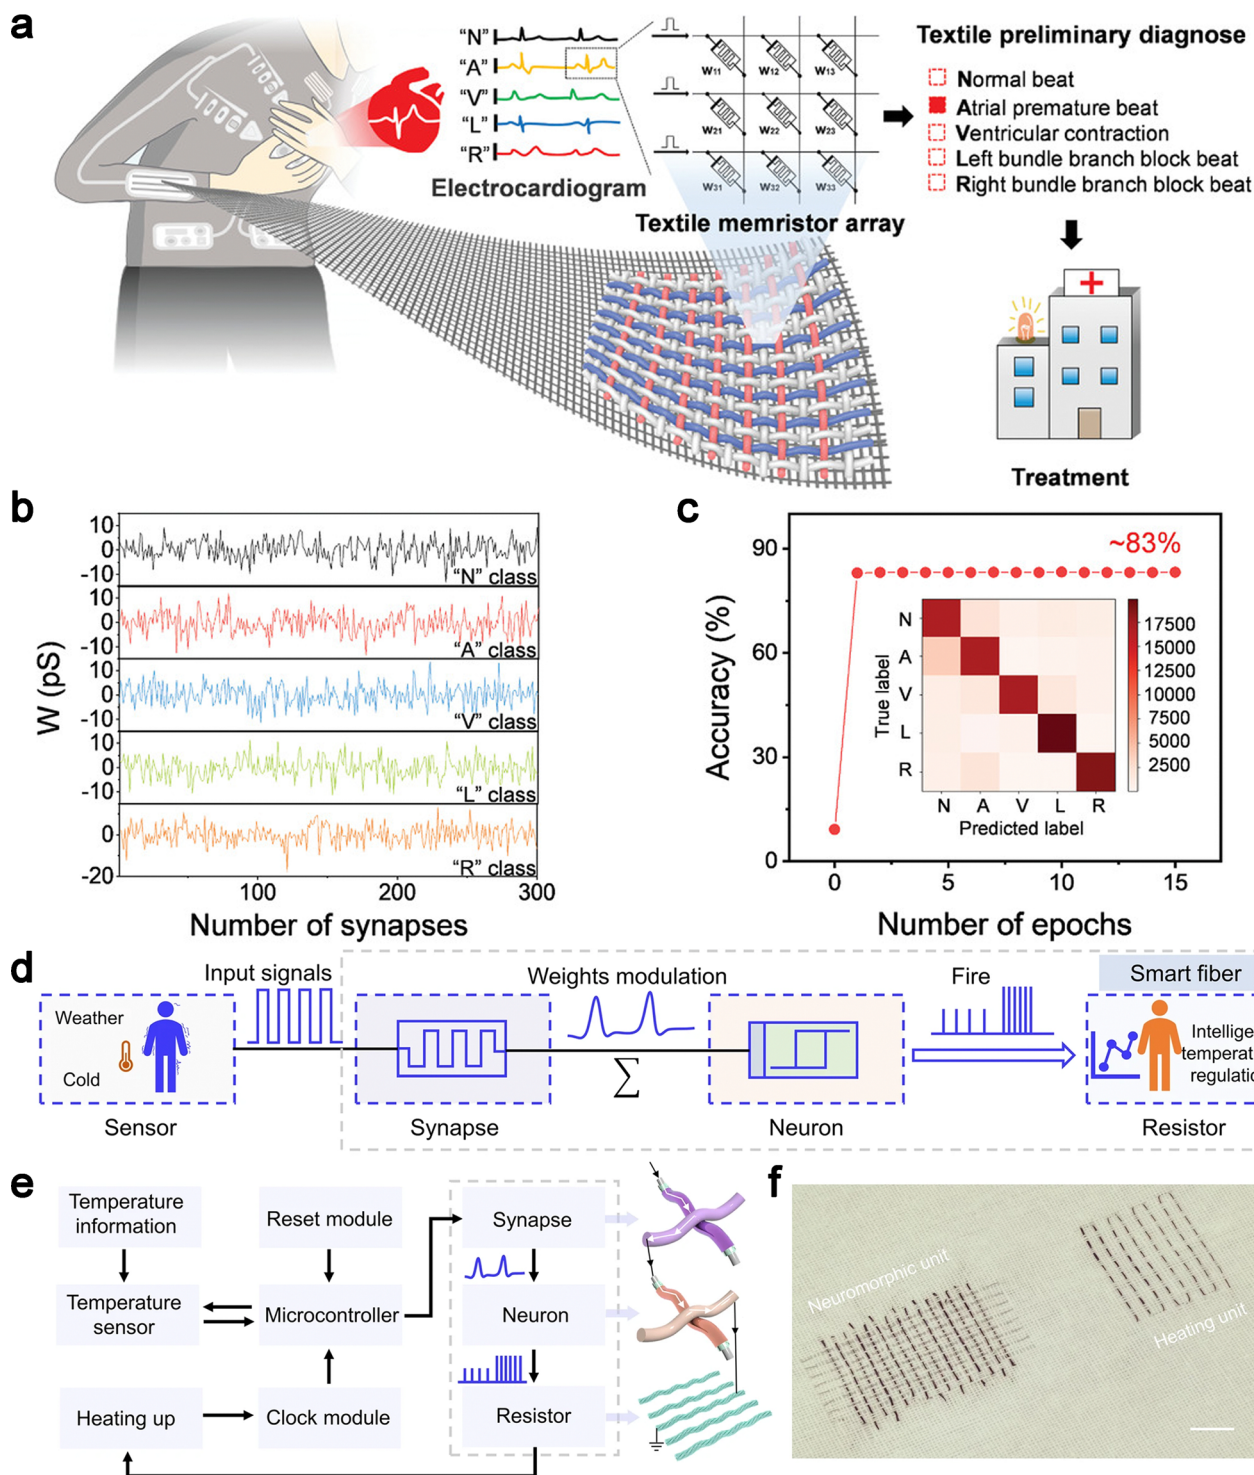 a
"N"
"A"
"V"
"L"
"R"
Electrocardiogram
W11
W12
W13
W21
W22
W23
W31
W32
W33
Textile memristor array
Textile preliminary diagnose
Normal beat
Atrial premature beat
Ventricular contraction
Left bundle branch block beat
Right bundle branch block beat
Treatment
b
W (pS)
10
0
-10
"N" class
10
0
-10
"A" class
10
0
-10
"V" class
10
0
-10
"L" class
0
-20
"R" class
100
200
300
Number of synapses
c
Accuracy (%)
90
60
30
0
~83%
True label
N
A
V
L
R
N
A
V
L
R
Predicted label
17500
15000
12500
10000
7500
5000
2500
0
5
10
15
Number of epochs
d
Input signals
Weights modulation
Fire
Smart fiber
Weather
Cold
Σ
Intellige
temperat
regulatio
Sensor
Synapse
Neuron
Resistor
e
Temperature
information
Reset module
Synapse
Temperature
sensor
Microcontroller
Neuron
Heating up
Clock module
Resistor
f
Neuromorphic unit
Heating unit